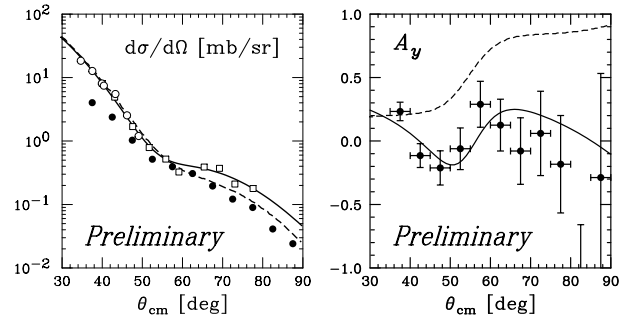 10²
10¹
10⁰
10⁻¹
10⁻²
dσ/dΩ [mb/sr]
Preliminary
30 40 50 60 70 80 90
θcm [deg]
1.0
0.5
0.0
−0.5
−1.0
Ay
Preliminary
30 40 50 60 70 80 90
θcm [deg]